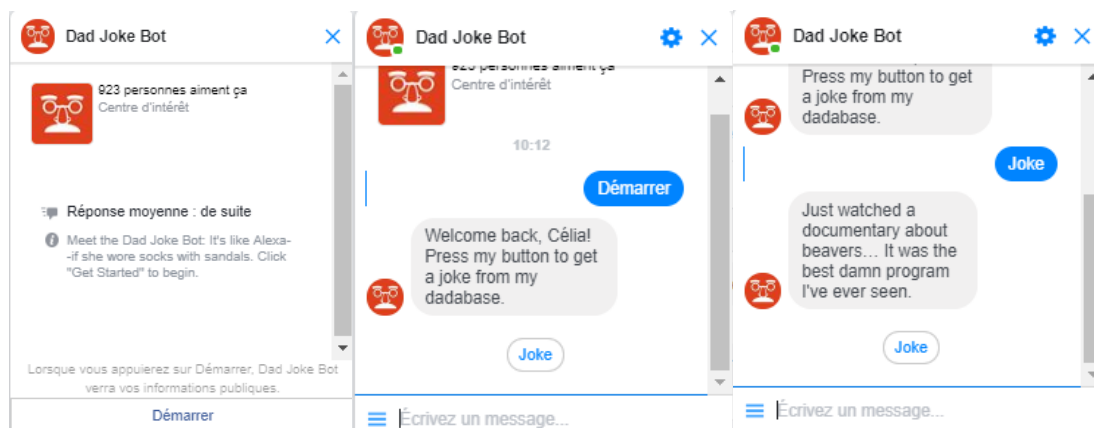 Dad Joke Bot
923 personnes aiment ça
Centre d'intérêt
Réponse moyenne : de suite
Meet the Dad Joke Bot: It's like Alexa-
-if she wore socks with sandals. Click
"Get Started" to begin.
Lorsque vous appuierez sur Démarrer, Dad Joke Bot
verra vos informations publiques.
Démarrer
Dad Joke Bot
923 personnes aiment ça
Centre d'intérêt
10:12
Démarrer
Welcome back, Célia!
Press my button to get
a joke from my
dadabase.
Joke
Écrivez un message...
Dad Joke Bot
Press my button to get
a joke from my
dadabase.
Joke
Just watched a
documentary about
beavers... It was the
best damn program
I've ever seen.
Joke
Écrivez un message...